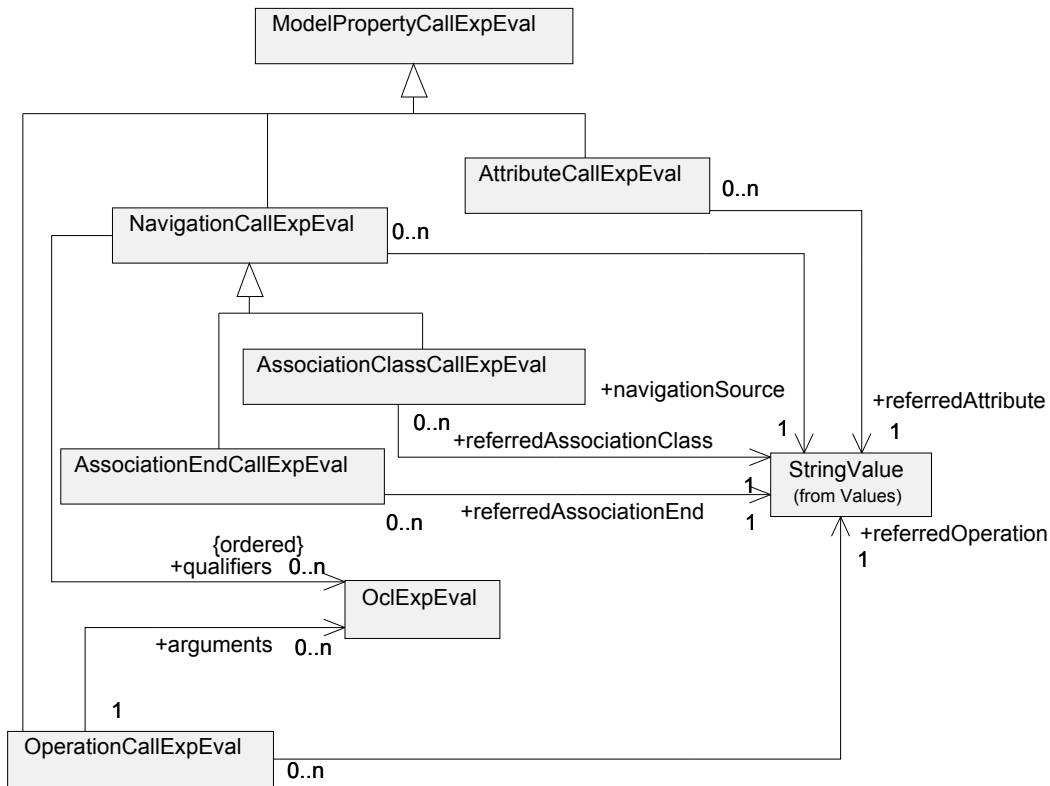 ModelPropertyCallExpEval
AttributeCallExpEval
0..n
NavigationCallExpEval
0..n
AssociationClassCallExpEval
+navigationSource
+referredAttribute
0..n
1
1
+referredAssociationClass
AssociationEndCallExpEval
StringValue
(from Values)
1
0..n
+referredAssociationEnd
1
{ordered}
+qualifiers 0..n
+referredOperation
1
OclExpEval
+arguments
0..n
1
OperationCallExpEval
0..n